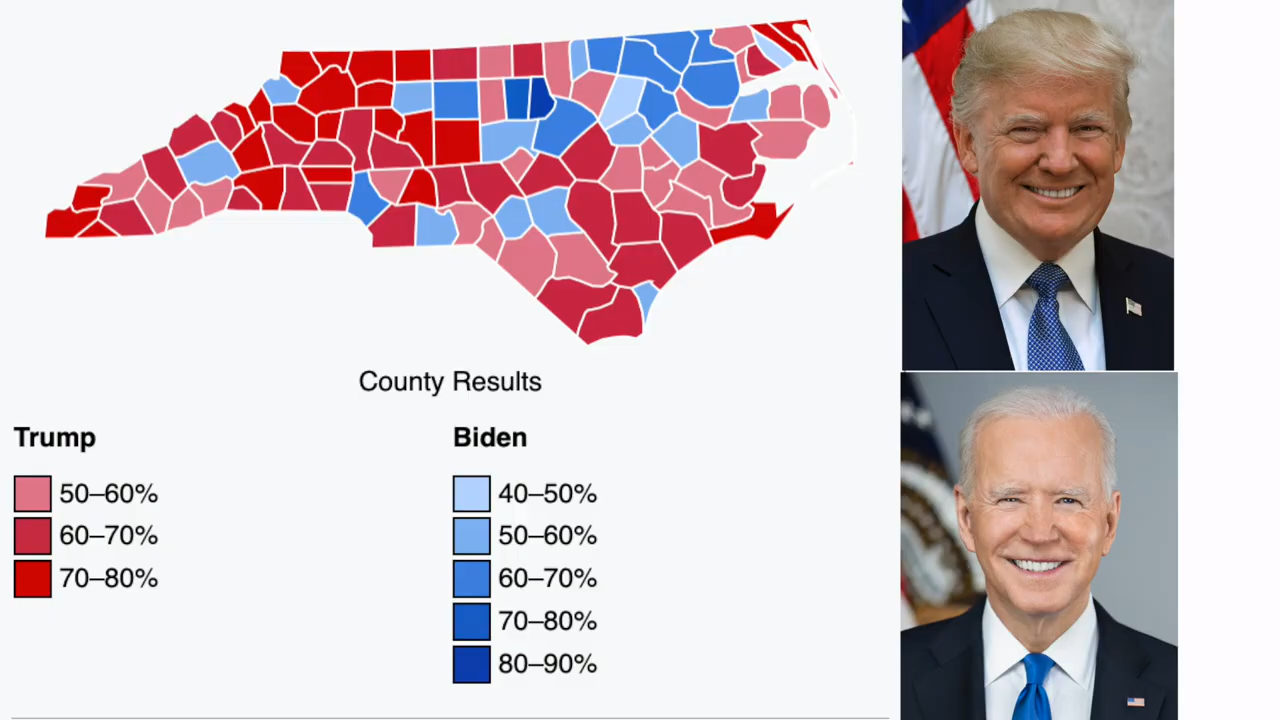 County Results
Trump
50–60%
60–70%
70–80%
Biden
40–50%
50–60%
60–70%
70–80%
80–90%